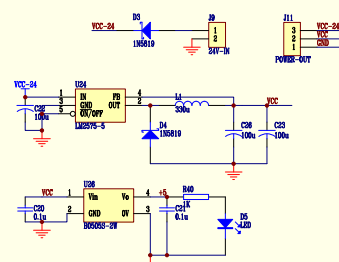 D3
VCC-24
1N5819
J9
1
2
24V-IN
J11
3
2
1
VCC-24
VCC
GND
POWER-OUT
VCC-24
U24
1
3
5
IN
GND
ON/OFF
FB
OUT
4
2
LM2575-5
C22
100u
L1
330u
VCC
D4
1N5819
C26
100u
C23
100u
VCC
U26
1
2
Vin
GND
Vo
0V
4
3
B0505S-2W
C20
0.1u
+5
C21
0.1u
R40
1K
D5
LED